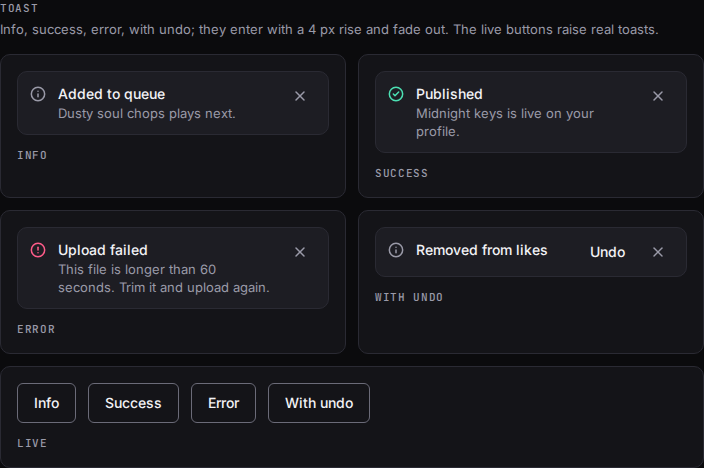 TOAST
Info, success, error, with undo; they enter with a 4 px rise and fade out. The live buttons raise real toasts.
Added to queue
Dusty soul chops plays next.
INFO
Published
Midnight keys is live on your
profile.
SUCCESS
Upload failed
This file is longer than 60
seconds. Trim it and upload again.
ERROR
Removed from likes
Undo
WITH UNDO
Info
Success
Error
With undo
LIVE